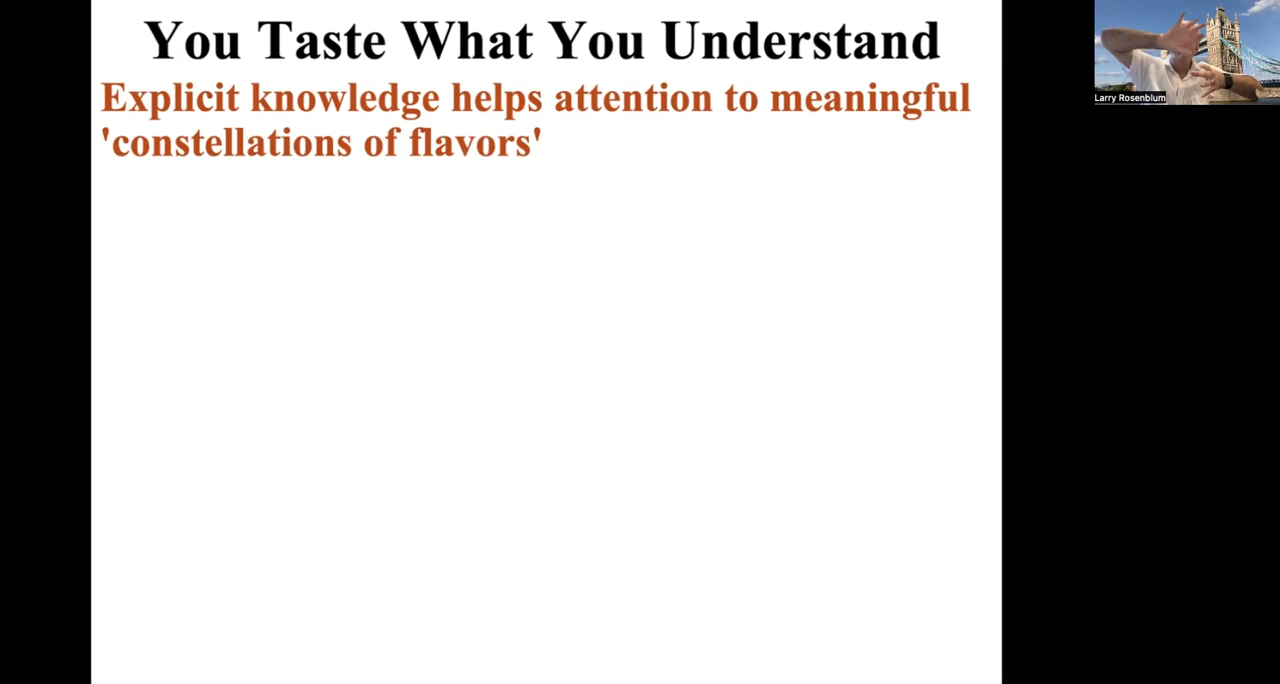 You Taste What You Understand
Explicit knowledge helps attention to meaningful
'constellations of flavors'
Larry Rosenblum